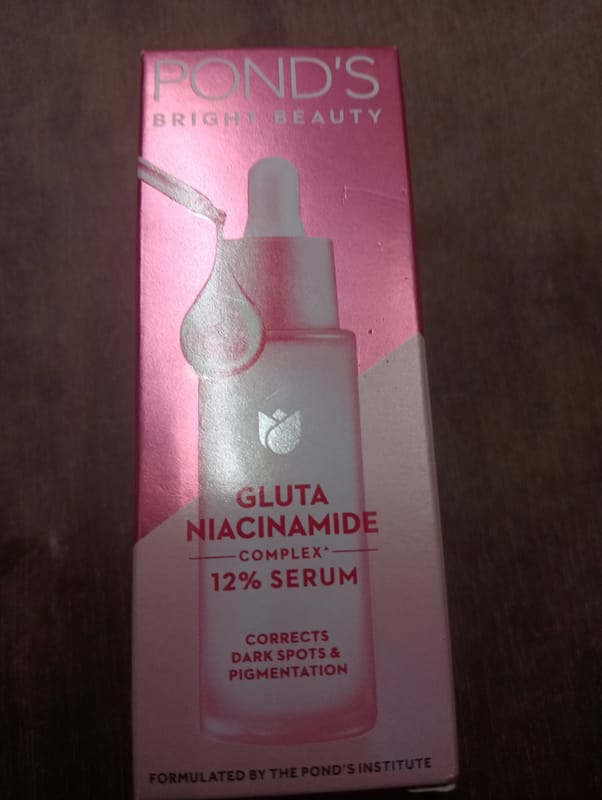 POND'S
BRIGHT BEAUTY
GLUTA
NIACINAMIDE
COMPLEX^
12% SERUM
CORRECTS
DARK SPOTS &
PIGMENTATION
FORMULATED BY THE POND'S INSTITUTE